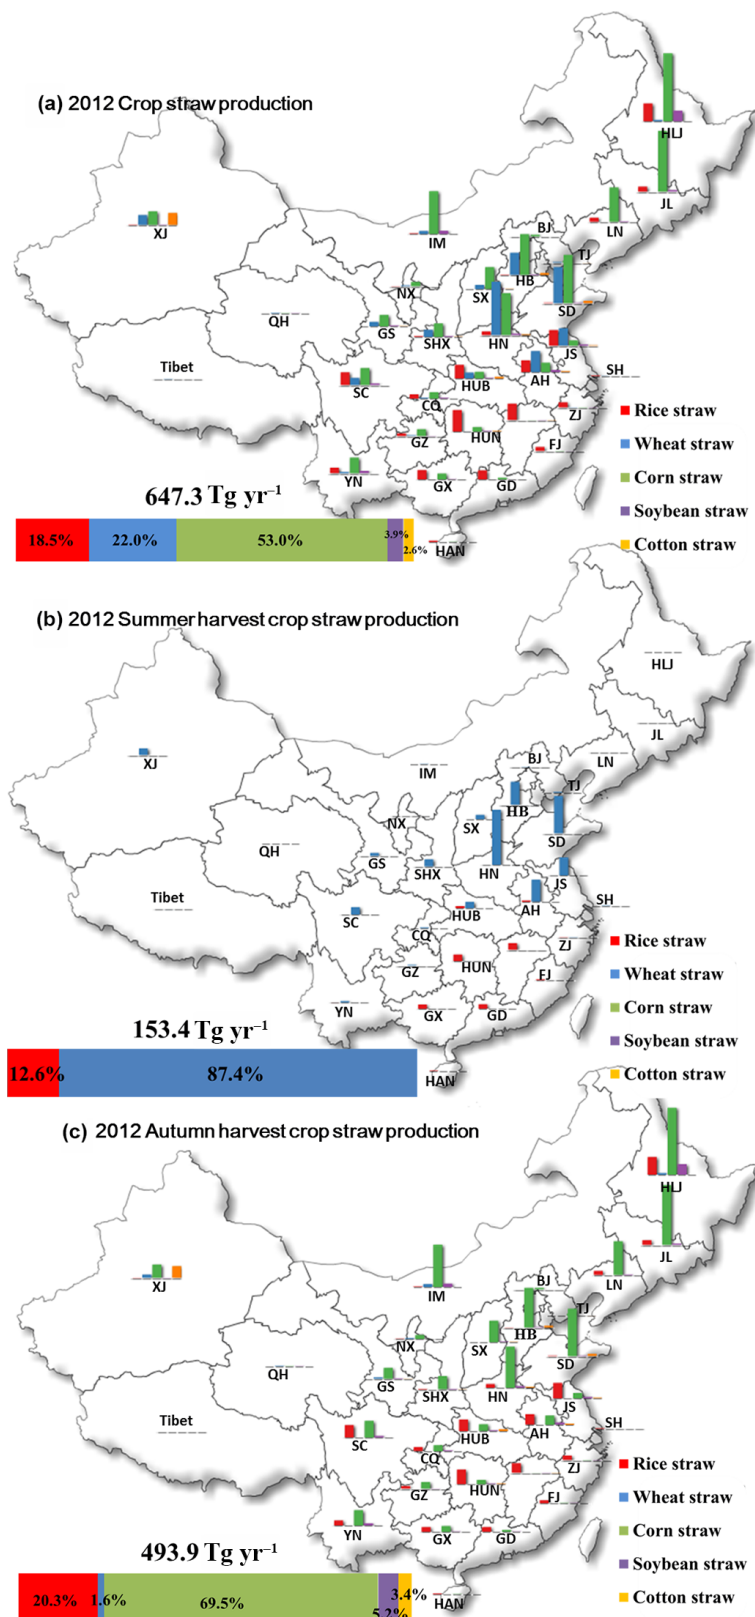 (a) 2012 Crop straw production
HLJ
JL
LN
XJ
IM
BJ
TJ
HB
NX
SX
SD
QH
GS
SHX
HN
JS
Tibet
SC
HUB
AH
SH
CQ
ZJ
GZ
HUN
FJ
YN
GX
GD
HAN
Rice straw
Wheat straw
Corn straw
Soybean straw
Cotton straw
647.3 Tg yr⁻¹
18.5% 22.0% 53.0% 3.9% 2.6%
(b) 2012 Summer harvest crop straw production
HLJ
JL
LN
XJ
IM
BJ
TJ
HB
NX
SX
SD
QH
GS
SHX
HN
JS
Tibet
SC
HUB
AH
SH
CQ
ZJ
GZ
HUN
FJ
YN
GX
GD
HAN
Rice straw
Wheat straw
Corn straw
Soybean straw
Cotton straw
153.4 Tg yr⁻¹
12.6% 87.4%
(c) 2012 Autumn harvest crop straw production
HLJ
JL
LN
XJ
IM
BJ
TJ
HB
NX
SX
SD
QH
GS
SHX
HN
JS
Tibet
SC
HUB
AH
SH
CQ
ZJ
GZ
HUN
FJ
YN
GX
GD
HAN
Rice straw
Wheat straw
Corn straw
Soybean straw
Cotton straw
493.9 Tg yr⁻¹
20.3% 1.6% 69.5% 5.2% 3.4%